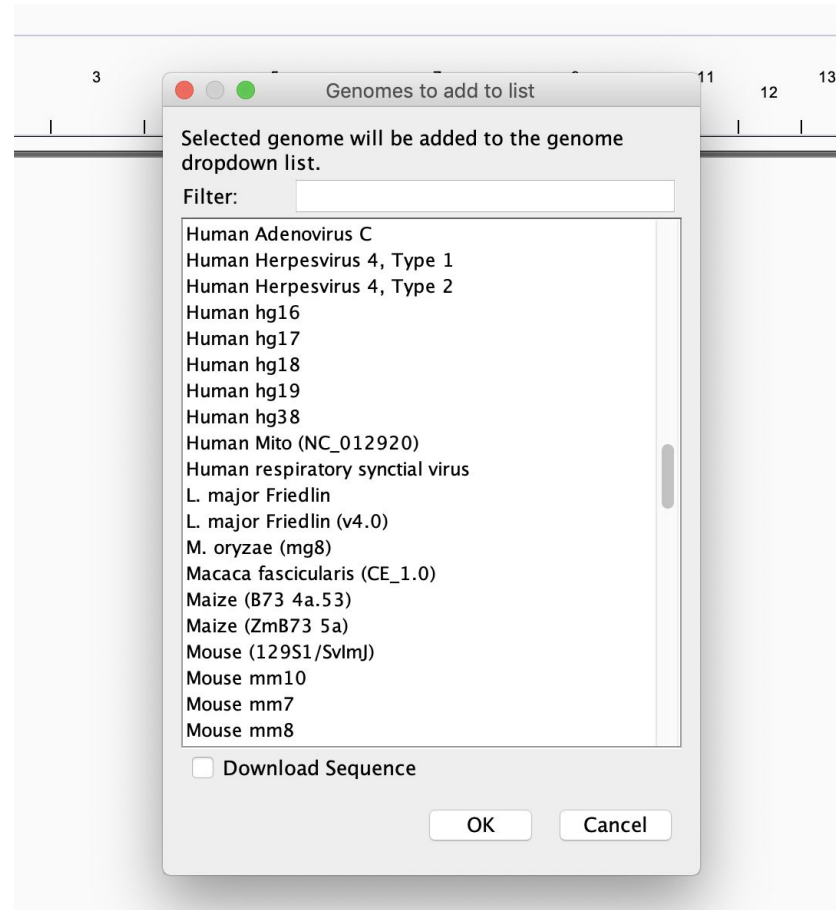 3
11
12
13
Genomes to add to list
Selected genome will be added to the genome
dropdown list.
Filter:
Human Adenovirus C
Human Herpesvirus 4, Type 1
Human Herpesvirus 4, Type 2
Human hg16
Human hg17
Human hg18
Human hg19
Human hg38
Human Mito (NC_012920)
Human respiratory synctial virus
L. major Friedlin
L. major Friedlin (v4.0)
M. oryzae (mg8)
Macaca fascicularis (CE_1.0)
Maize (B73 4a.53)
Maize (ZmB73 5a)
Mouse (129S1/SvImJ)
Mouse mm10
Mouse mm7
Mouse mm8
Download Sequence
OK
Cancel